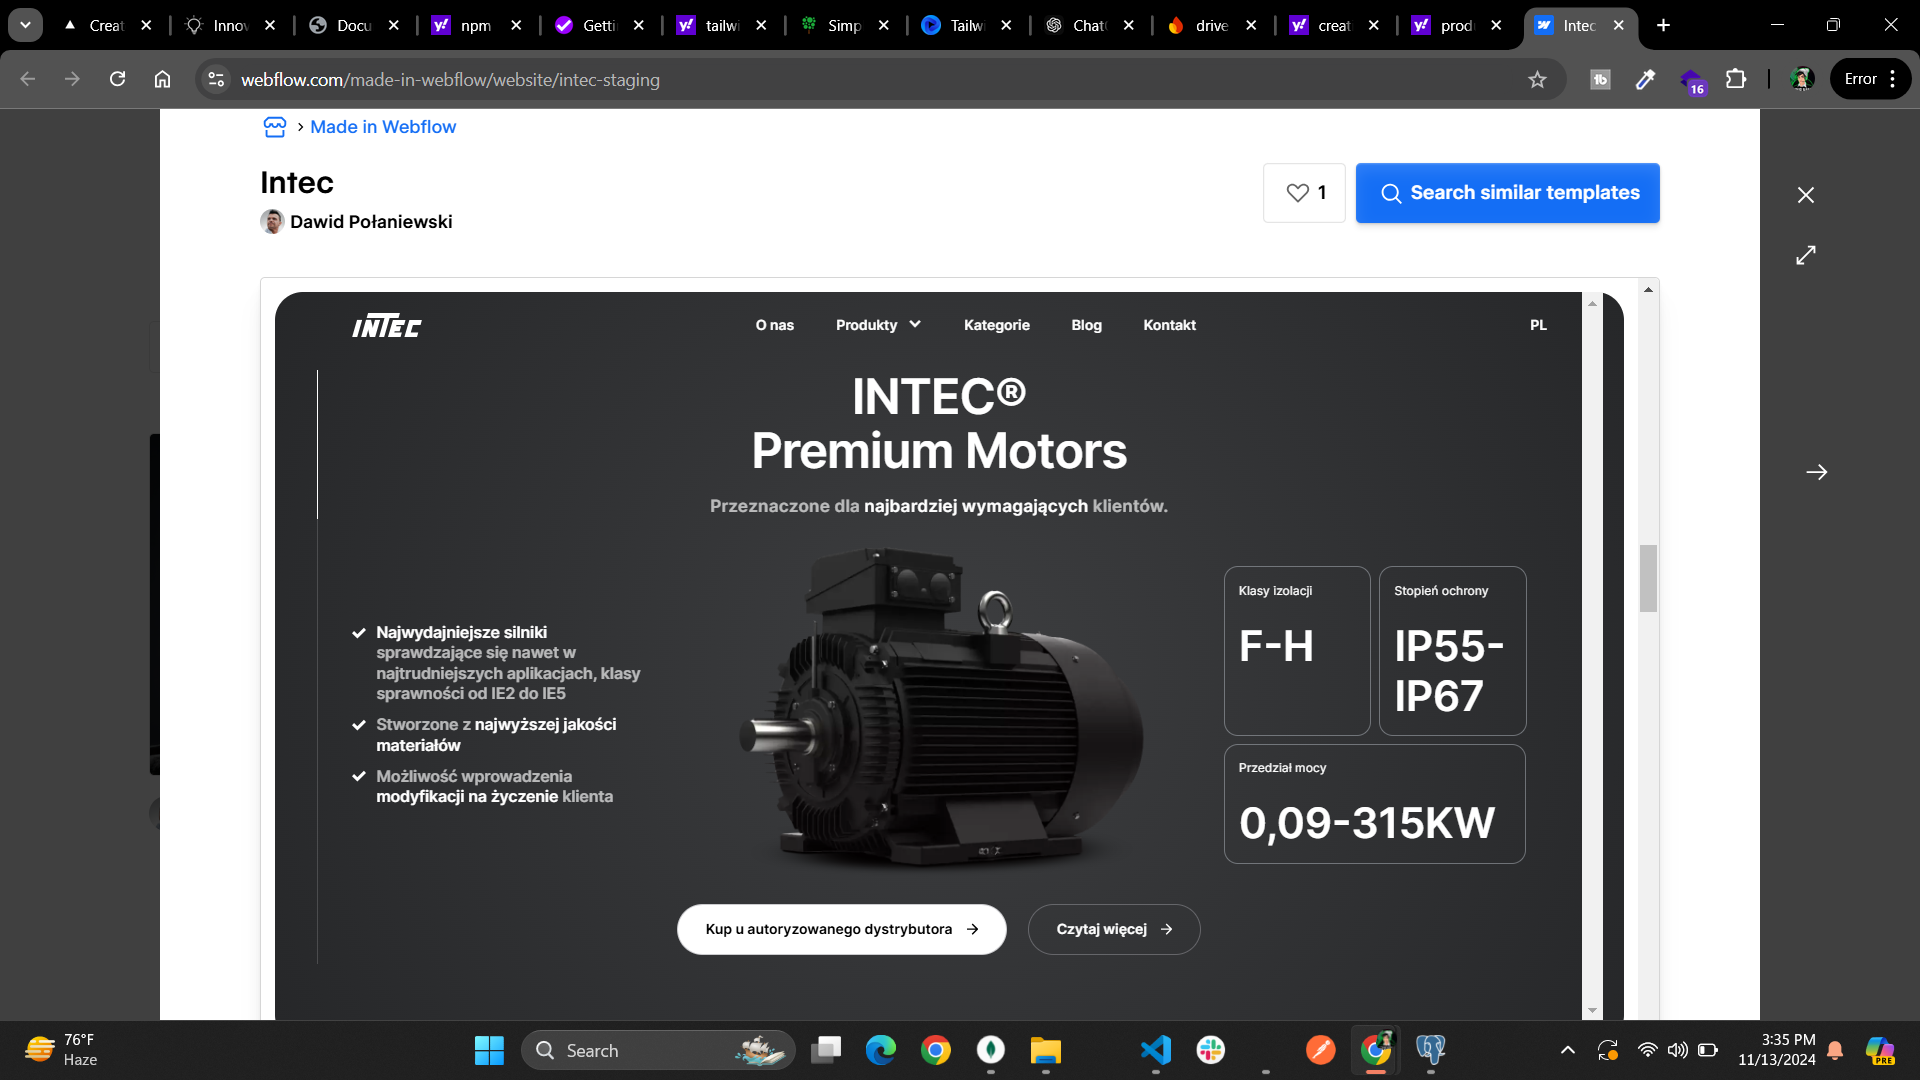 Creat
Innov
Docu
npm
Getti
tailwi
Simp
Tailwi
Chat
drive
creat
prod
Intec
webflow.com/made-in-webflow/website/intec-staging
16
Error
Made in Webflow
Intec
Dawid Połaniewski
1
Search similar templates
INTEC
O nas
Produkty
Kategorie
Blog
Kontakt
PL
INTEC®
Premium Motors
Przeznaczone dla najbardziej wymagających klientów.
Najwydajniejsze silniki
sprawdzające się nawet w
najtrudniejszych aplikacjach, klasy
sprawności od IE2 do IE5
Stworzone z najwyższej jakości
materiałów
Możliwość wprowadzenia
modyfikacji na życzenie klienta
Klasy izolacji
F-H
Stopień ochrony
IP55-
IP67
Przedział mocy
0,09-315KW
Kup u autoryzowanego dystrybutora
Czytaj więcej
76°F
Haze
Search
3:35 PM
11/13/2024
PRE